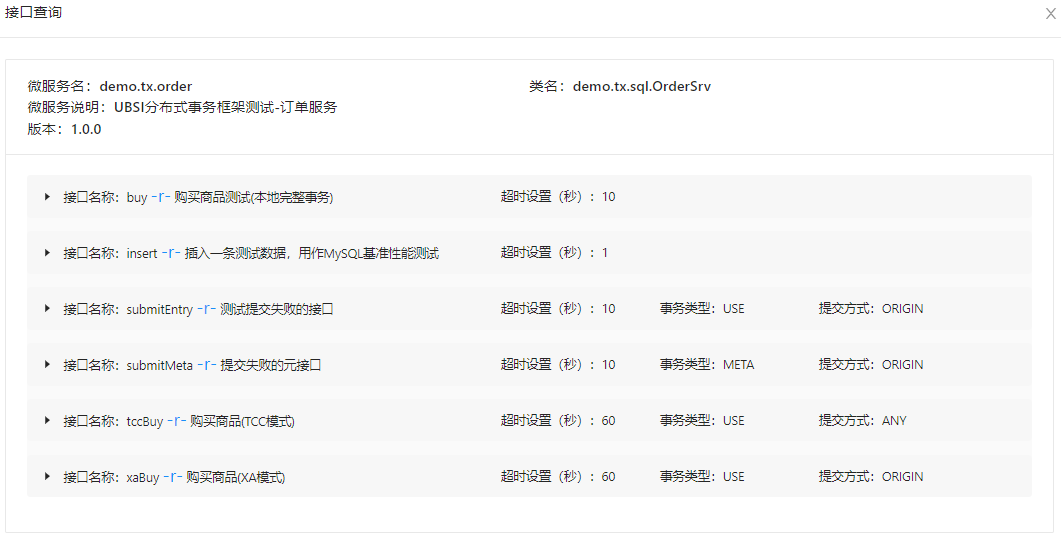 接口查询
微服务名：demo.tx.order 类名：demo.tx.sql.OrderSrv
微服务说明：UBSI分布式事务框架测试-订单服务
版本：1.0.0
接口名称：buy -r- 购买商品测试(本地完整事务) 超时设置（秒）：10
接口名称：insert -r- 插入一条测试数据，用作MySQL基准性能测试 超时设置（秒）：1
接口名称：submitEntry -r- 测试提交失败的接口 超时设置（秒）：10 事务类型：USE 提交方式：ORIGIN
接口名称：submitMeta -r- 提交失败的元接口 超时设置（秒）：10 事务类型：META 提交方式：ORIGIN
接口名称：tccBuy -r- 购买商品(TCC模式) 超时设置（秒）：60 事务类型：USE 提交方式：ANY
接口名称：xaBuy -r- 购买商品(XA模式) 超时设置（秒）：60 事务类型：USE 提交方式：ORIGIN